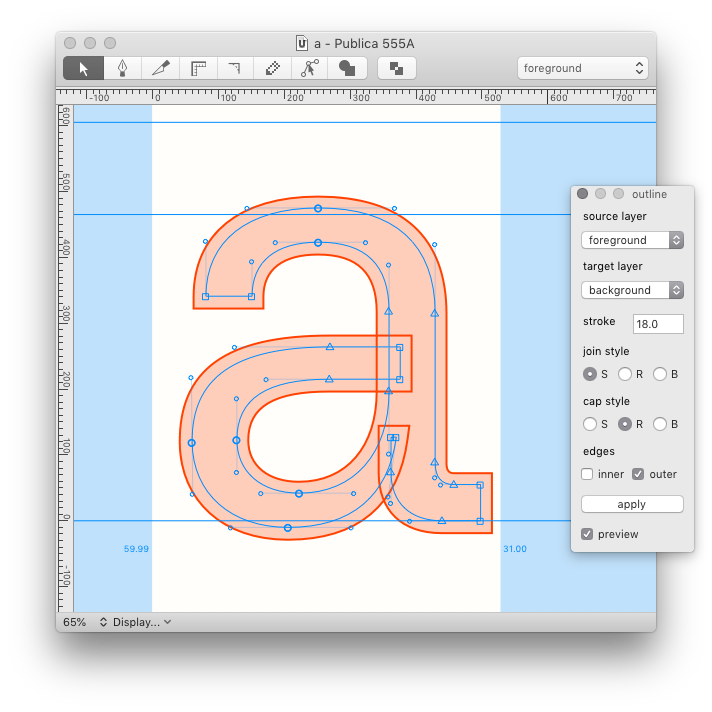 a - Publica 555A
foreground
-100 0 100 200 300 400 500 600 700
600
500
400
300
200
100
0
-100
59.99
31.00
65% Display...
outline
source layer
foreground
target layer
background
stroke 18.0
join style
S R B
cap style
S R B
edges
inner outer
apply
preview